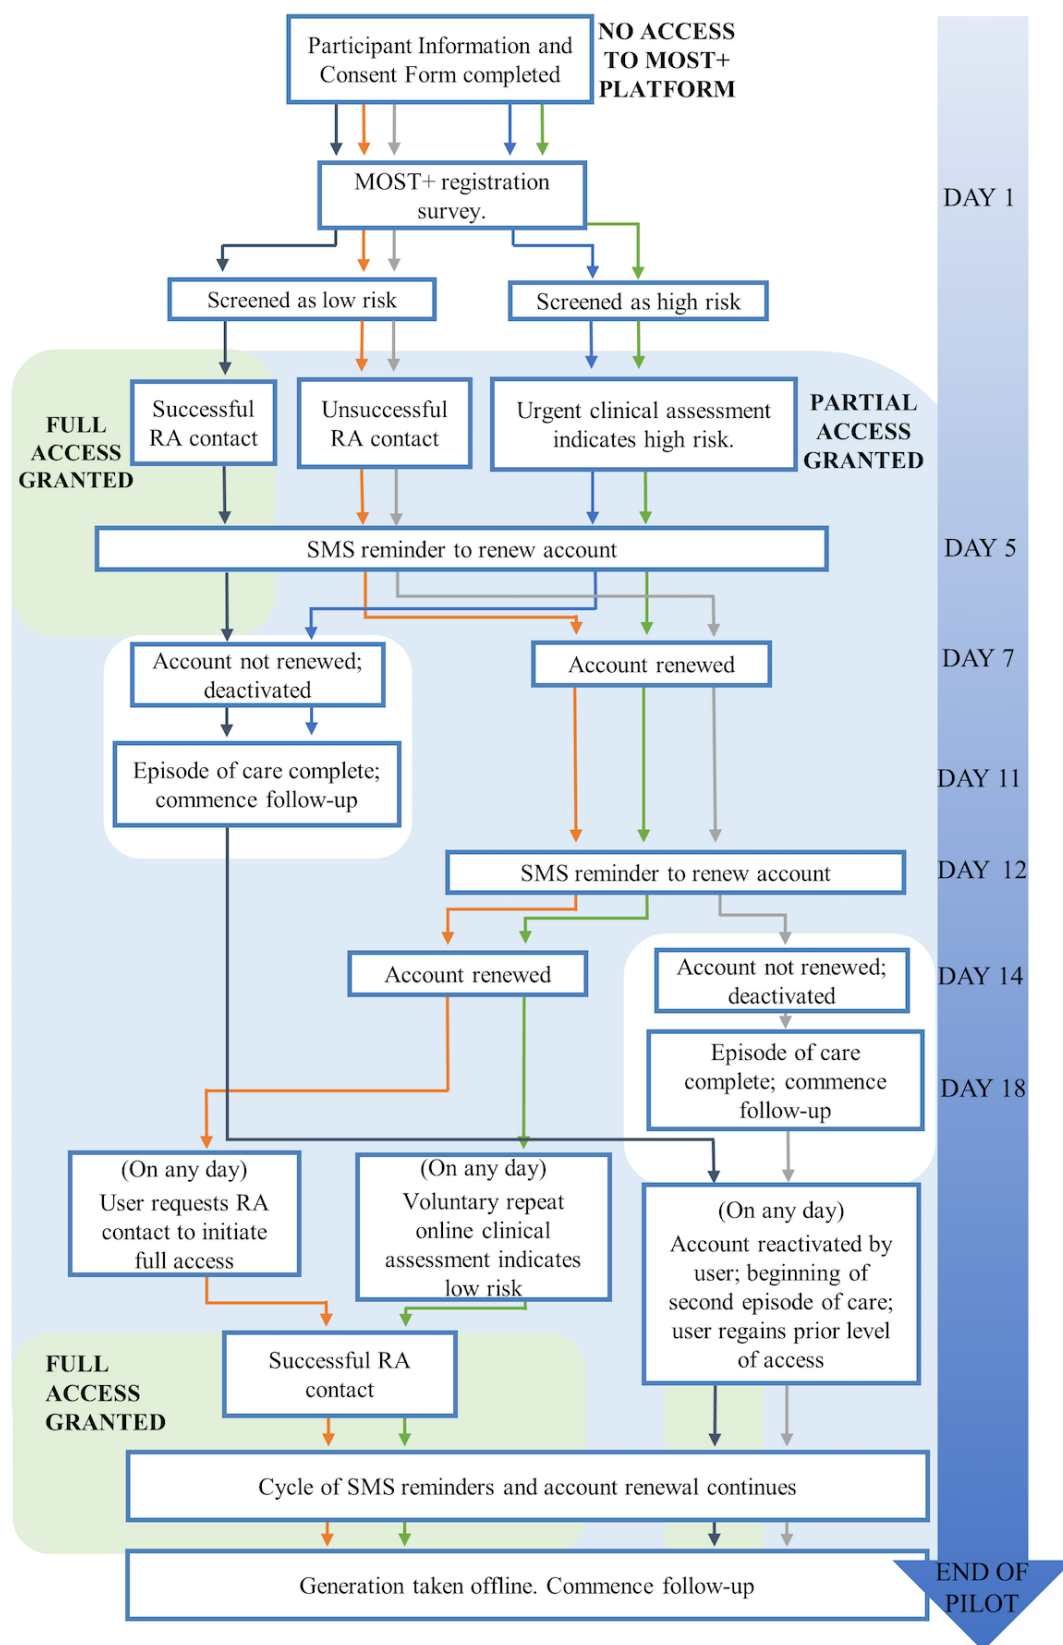 Participant Information and
Consent Form completed
NO ACCESS
TO MOST+
PLATFORM
MOST+ registration
survey.
DAY 1
Screened as low risk
Screened as high risk
FULL
ACCESS
GRANTED
Successful
RA contact
Unsuccessful
RA contact
Urgent clinical assessment
indicates high risk.
PARTIAL
ACCESS
GRANTED
SMS reminder to renew account
DAY 5
Account not renewed;
deactivated
Account renewed
DAY 7
Episode of care complete;
commence follow-up
DAY 11
SMS reminder to renew account
DAY 12
Account renewed
Account not renewed;
deactivated
DAY 14
Episode of care
complete; commence
follow-up
DAY 18
(On any day)
User requests RA
contact to initiate
full access
(On any day)
Voluntary repeat
online clinical
assessment indicates
low risk
(On any day)
Account reactivated by
user; beginning of
second episode of care;
user regains prior level
of access
FULL
ACCESS
GRANTED
Successful RA
contact
Cycle of SMS reminders and account renewal continues
Generation taken offline. Commence follow-up
END OF
PILOT